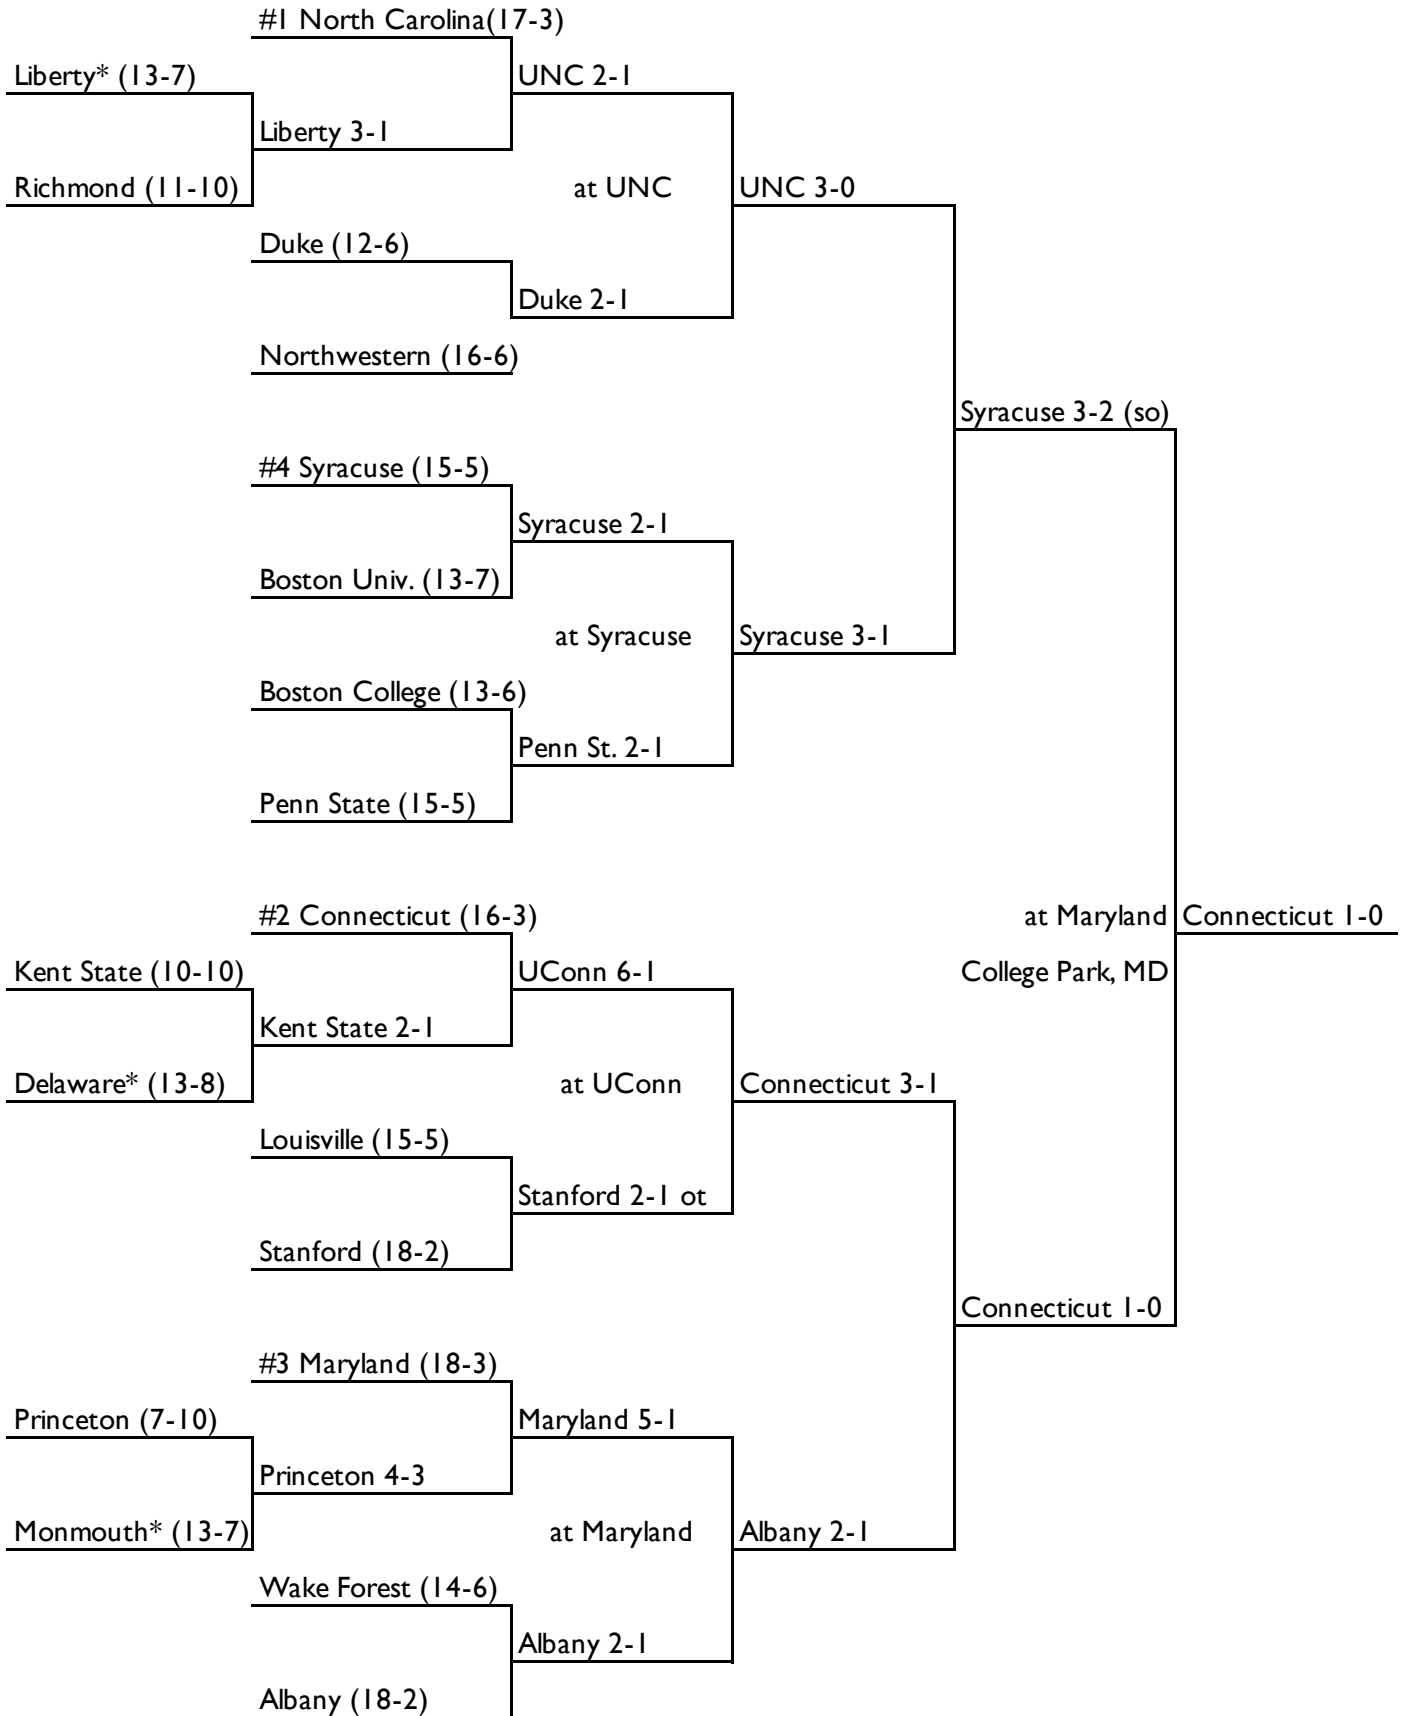 #1 North Carolina(17-3)
Liberty* (13-7)
UNC 2-1
Liberty 3-1
Richmond (11-10)
at UNC
UNC 3-0
Duke (12-6)
Duke 2-1
Northwestern (16-6)
Syracuse 3-2 (so)
#4 Syracuse (15-5)
Syracuse 2-1
Boston Univ. (13-7)
at Syracuse
Syracuse 3-1
Boston College (13-6)
Penn St. 2-1
Penn State (15-5)
#2 Connecticut (16-3)
at Maryland
Connecticut 1-0
Kent State (10-10)
UConn 6-1
College Park, MD
Kent State 2-1
Delaware* (13-8)
at UConn
Connecticut 3-1
Louisville (15-5)
Stanford 2-1 ot
Stanford (18-2)
Connecticut 1-0
#3 Maryland (18-3)
Princeton (7-10)
Maryland 5-1
Princeton 4-3
Monmouth* (13-7)
at Maryland
Albany 2-1
Wake Forest (14-6)
Albany 2-1
Albany (18-2)